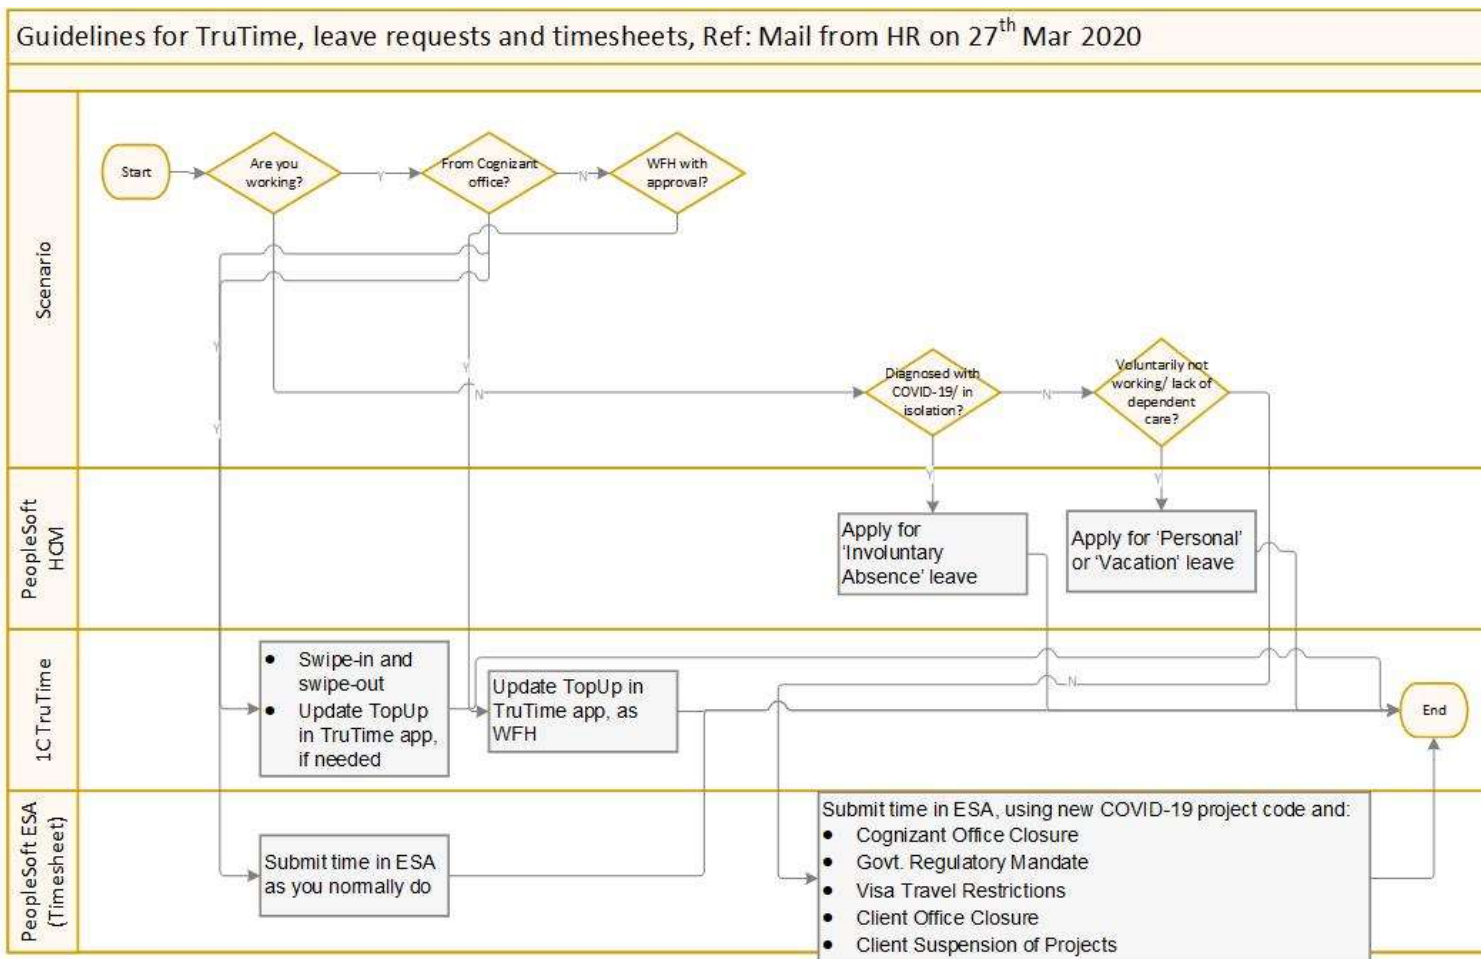 Guidelines for TruTime, leave requests and timesheets, Ref: Mail from HR on 27th Mar 2020
Scenario
Start
Are you
working?
Y
From Cognizant
office?
N
WFH with
approval?
Y
Y
Y
N
Diagnosed with
COVID-19/ in
isolation?
N
Voluntarily not
working/ lack of
dependent
care?
Y
Y
PeopleSoft
HCM
Apply for
‘Involuntary
Absence’ leave
Apply for ‘Personal’
or ‘Vacation’ leave
1C TruTime
● Swipe-in and
swipe-out
● Update TopUp
in TruTime app,
if needed
Update TopUp in
TruTime app, as
WFH
N
End
PeopleSoft ESA
(Timesheet)
Submit time in ESA
as you normally do
Submit time in ESA, using new COVID-19 project code and:
● Cognizant Office Closure
● Govt. Regulatory Mandate
● Visa Travel Restrictions
● Client Office Closure
● Client Suspension of Projects